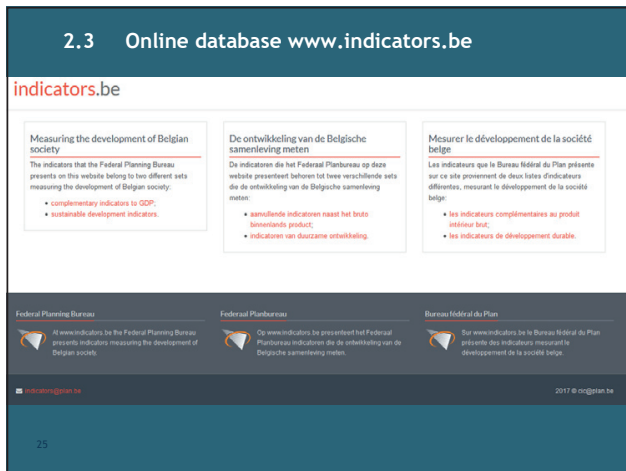 2.3 Online database www.indicators.be
indicators.be
Measuring the development of Belgian
society
The indicators that the Federal Planning Bureau
presents on this website belong to two different sets
measuring the development of Belgian society:
• complementary indicators to GDP;
• sustainable development indicators.
De ontwikkeling van de Belgische
samenleving meten
De indicatoren die het Federaal Planbureau op deze
website presenteert behoren tot twee verschillende sets
die de ontwikkeling van de Belgische samenleving
meten:
• aanvullende indicatoren naast het bruto
binnenlands product;
• indicatoren van duurzame ontwikkeling.
Mesurer le développement de la société
belge
Les indicateurs que le Bureau fédéral du Plan présente
sur ce site proviennent de deux listes d'indicateurs
différentes, mesurant le développement de la société
belge:
• les indicateurs complémentaires au produit
intérieur brut;
• les indicateurs de développement durable.
Federal Planning Bureau
At www.indicators.be the Federal Planning Bureau
presents indicators measuring the development of
Belgian society.
Federaal Planbureau
Op www.indicators.be presenteert het Federaal
Planbureau indicatoren die de ontwikkeling van de
Belgische samenleving meten.
Bureau fédéral du Plan
Sur www.indicators.be le Bureau fédéral du Plan
présente des indicateurs mesurant le
développement de la société belge.
indicators@plan.be
2017 © cic@plan.be
25